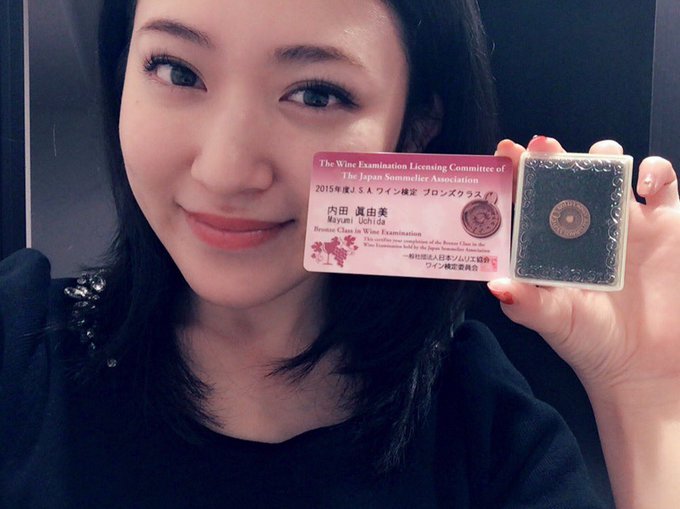 The Wine Examination Licensing Committee of
The Japan Sommelier Association
2015年度J.S.A.ワイン検定 ブロンズクラス
内田 眞由美
Mayumi Uchida
Bronze Class in Wine Examination
This certifies your completion of the Bronze Class in the
Wine Examination held by the Japan Sommelier Association.
一般社団法人日本ソムリエ協会
ワイン検定委員会